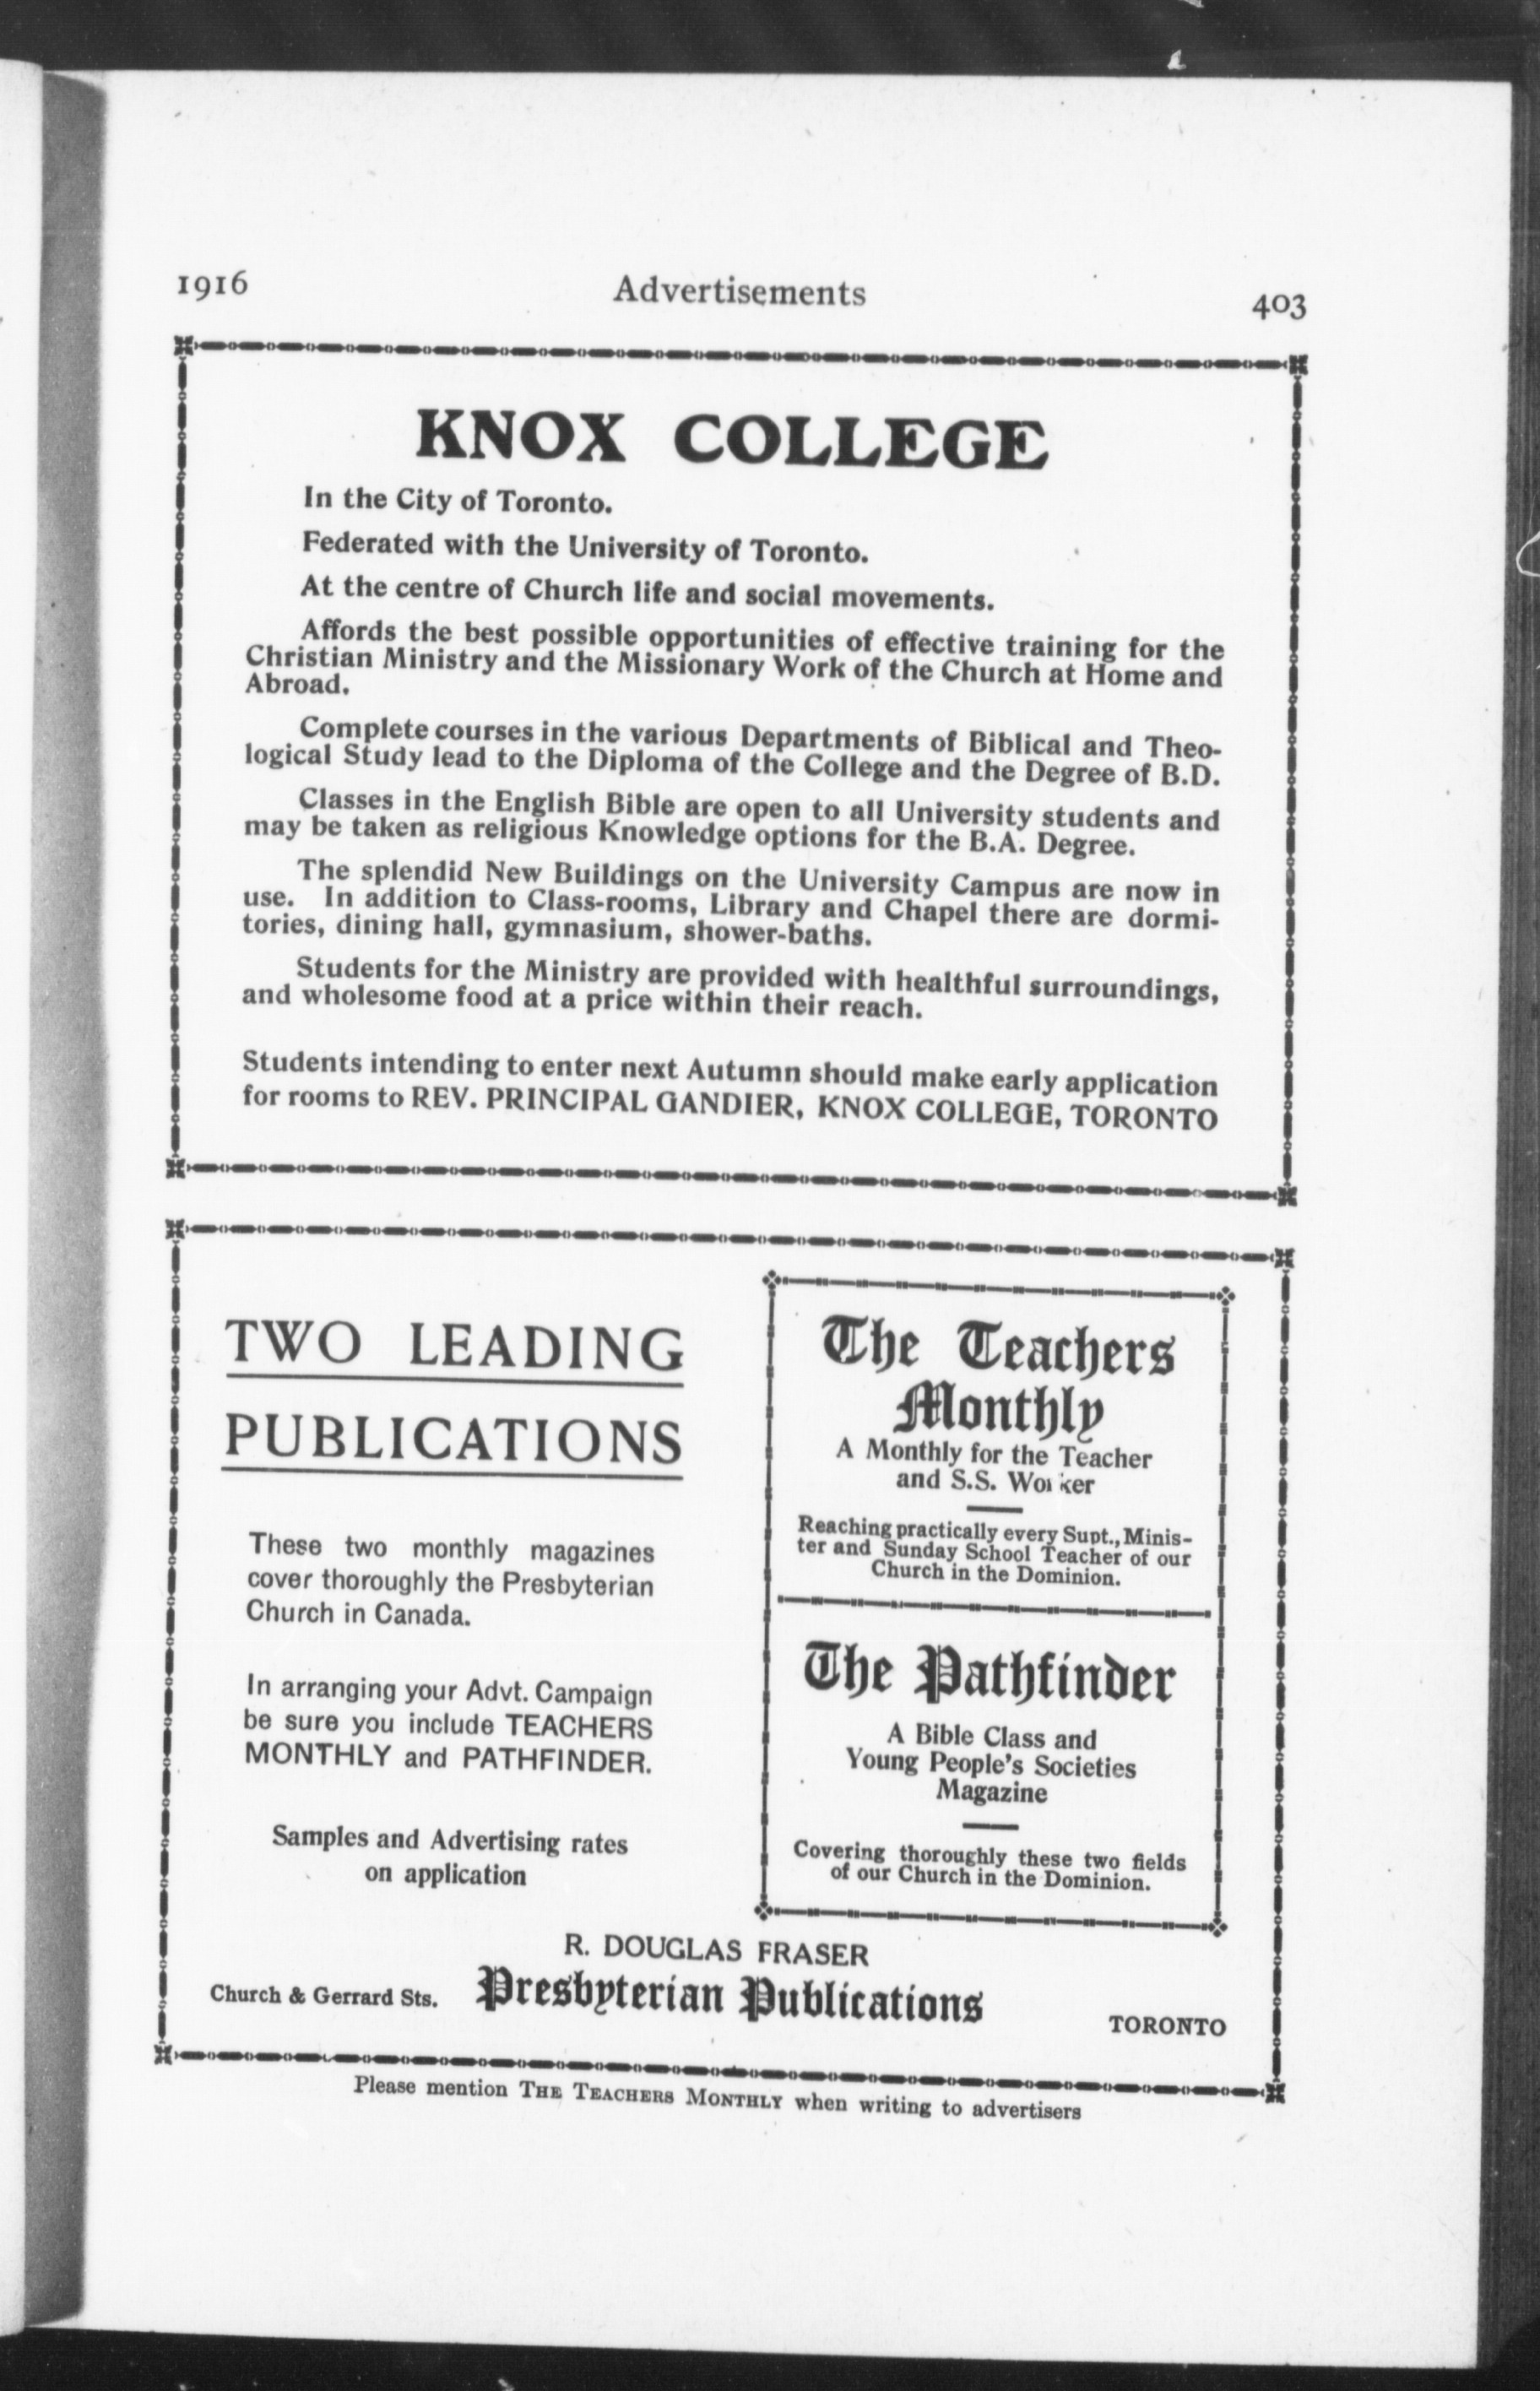 1916
Advertisements
403
KNOX COLLEGE
In the City of Toronto.
Federated with the University of Toronto.
At the centre of Church life and social movements.
Affords the best possible opportunities of effective training for the
Christian Ministry and the Missionary Work of the Church at Home and
Abroad.
Complete courses in the various Departments of Biblical and Theo-
logical Study lead to the Diploma of the College and the Degree of B.D.
Classes in the English Bible are open to all University students and
may be taken as religious Knowledge options for the B.A. Degree.
The splendid New Buildings on the University Campus are now in
use. In addition to Class-rooms, Library and Chapel there are dormi-
tories, dining hall, gymnasium, shower-baths.
Students for the Ministry are provided with healthful surroundings,
and wholesome food at a price within their reach.
Students intending to enter next Autumn should make early application
for rooms to REV. PRINCIPAL GANDIER, KNOX COLLEGE, TORONTO
TWO LEADING
PUBLICATIONS
These two monthly magazines
cover thoroughly the Presbyterian
Church in Canada.
In arranging your Advt. Campaign
be sure you include TEACHERS
MONTHLY and PATHFINDER.
Samples and Advertising rates
on application
The Teachers
Monthly
A Monthly for the Teacher
and S.S. Worker
Reaching practically every Supt., Minis-
ter and Sunday School Teacher of our
Church in the Dominion.
The Pathfinder
A Bible Class and
Young People's Societies
Magazine
Covering thoroughly these two fields
of our Church in the Dominion.
R. DOUGLAS FRASER
Church & Gerrard Sts. Presbyterian Publications TORONTO
Please mention THE TEACHERS MONTHLY when writing to advertisers